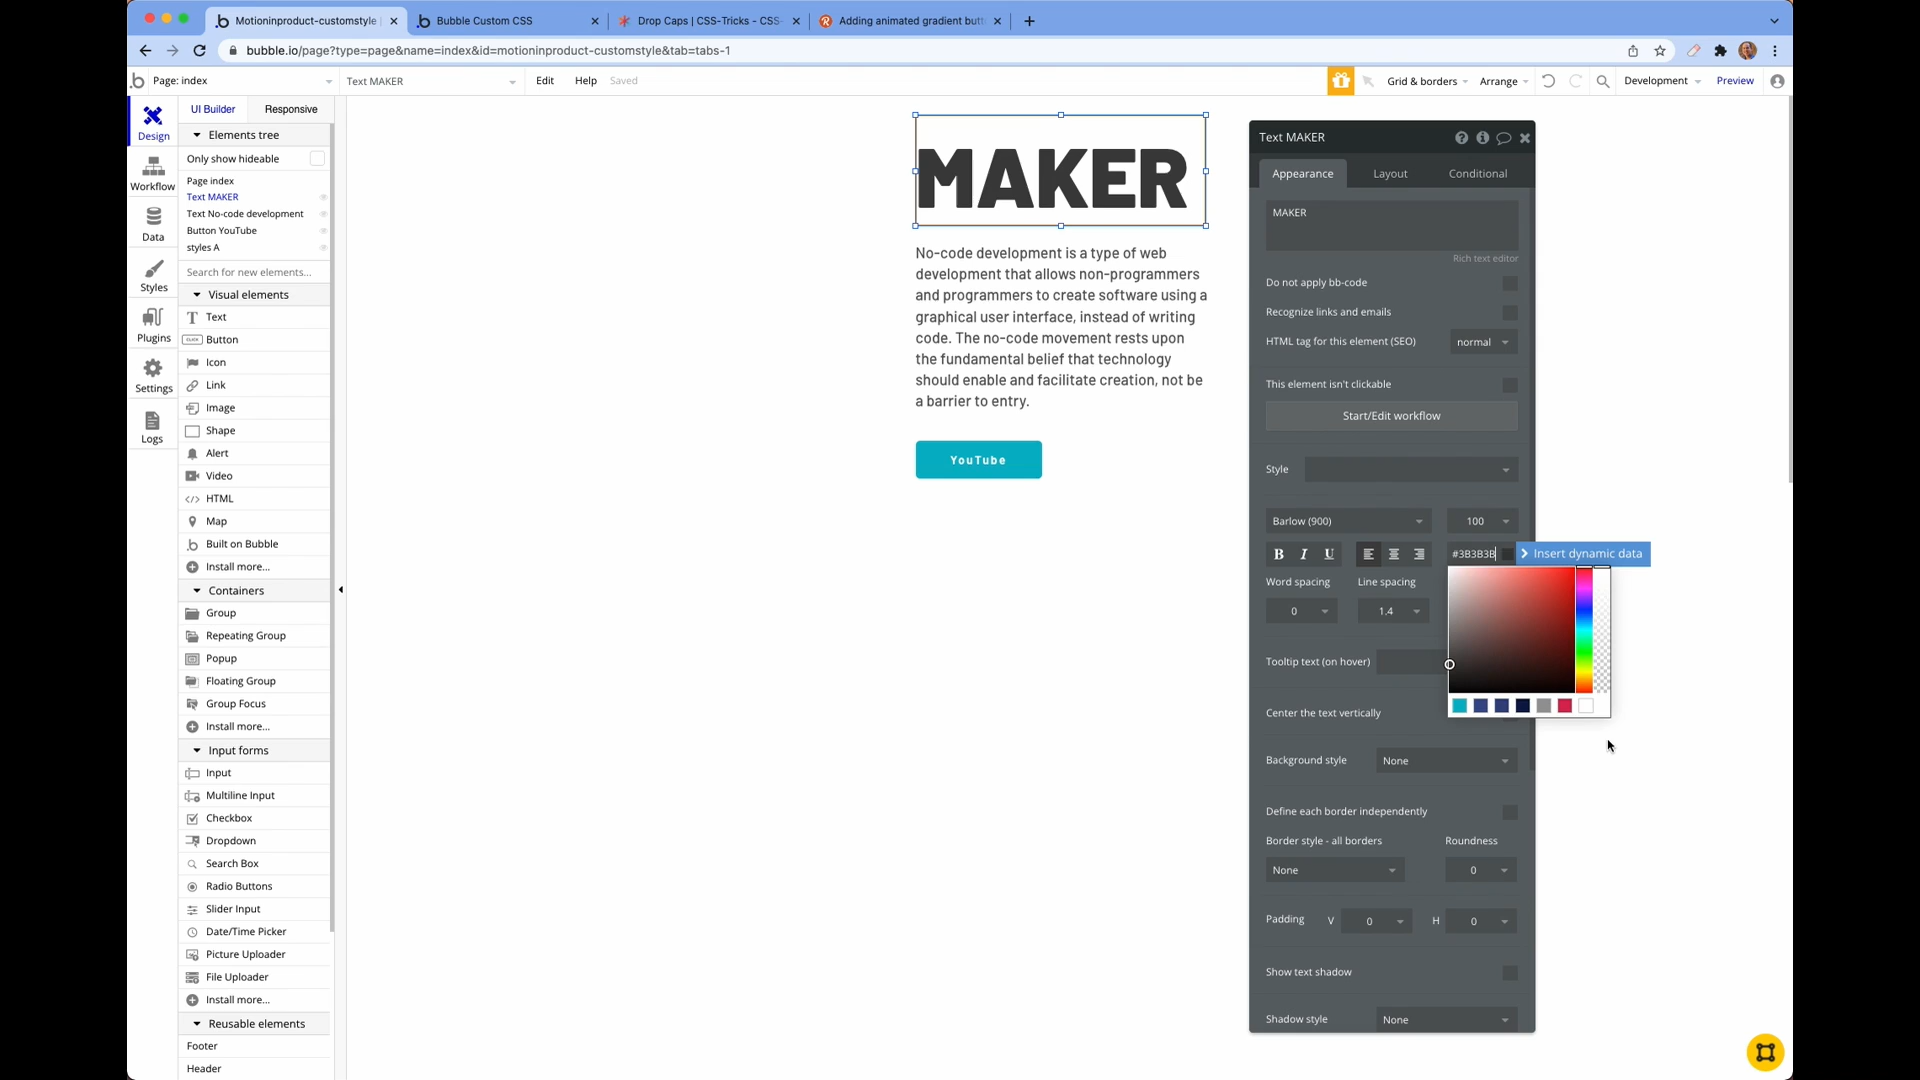 Motioninproduct-customstyle
Bubble Custom CSS
Drop Caps | CSS-Tricks - CSS-
Adding animated gradient butt
bubble.io/page?type=page&name=index&id=motioninproduct-customstyle&tab=tabs-1
Page: index
Text MAKER
Edit
Help
Saved
Grid & borders
Arrange
Development
Preview
Design
Workflow
Data
Styles
Plugins
Settings
Logs
UI Builder
Responsive
Elements tree
Only show hideable
Page index
Text MAKER
Text No-code development
Button YouTube
styles A
Search for new elements...
Visual elements
Text
CLICK
Button
Icon
Link
Image
Shape
Alert
Video
HTML
Map
Built on Bubble
Install more...
Containers
Group
Repeating Group
Popup
Floating Group
Group Focus
Install more...
Input forms
Input
Multiline Input
Checkbox
Dropdown
Search Box
Radio Buttons
Slider Input
Date/Time Picker
Picture Uploader
File Uploader
Install more...
Reusable elements
Footer
Header
MAKER
No-code development is a type of web
development that allows non-programmers
and programmers to create software using a
graphical user interface, instead of writing
code. The no-code movement rests upon
the fundamental belief that technology
should enable and facilitate creation, not be
a barrier to entry.
YouTube
Text MAKER
Appearance
Layout
Conditional
MAKER
Rich text editor
Do not apply bb-code
Recognize links and emails
HTML tag for this element (SEO)
normal
This element isn't clickable
Start/Edit workflow
Style
Barlow (900)
100
B I U
#3B3B3B
Insert dynamic data
Word spacing
Line spacing
0
1.4
Tooltip text (on hover)
Center the text vertically
Background style
None
Define each border independently
Border style - all borders
Roundness
None
0
Padding
V
0
H
0
Show text shadow
Shadow style
None